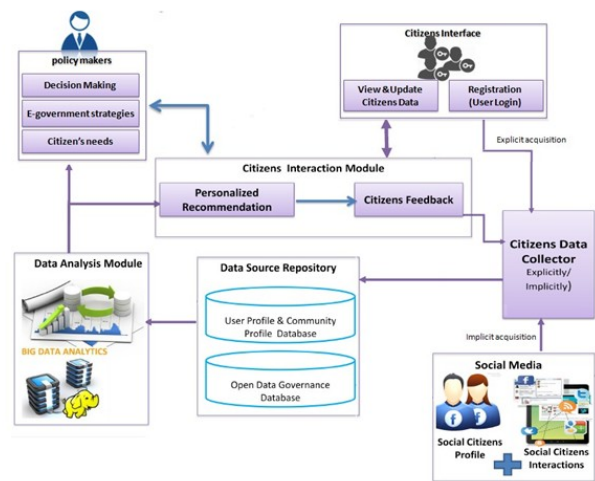 policy makers
Decision Making
E-government strategies
Citizen's needs
Citizens Interface
View & Update
Citizens Data
Registration
(User Login)
Explicit acquisition
Citizens Interaction Module
Personalized
Recommendation
Citizens Feedback
Citizens Data
Collector
Explicitly/
Implicitly)
Data Analysis Module
BIG DATA ANALYTICS
Data Source Repository
User Profile & Community
Profile Database
Open Data Governance
Database
Implicit acquisition
Social Media
f
f
Social Citizens
Profile
Social Citizens
Interactions